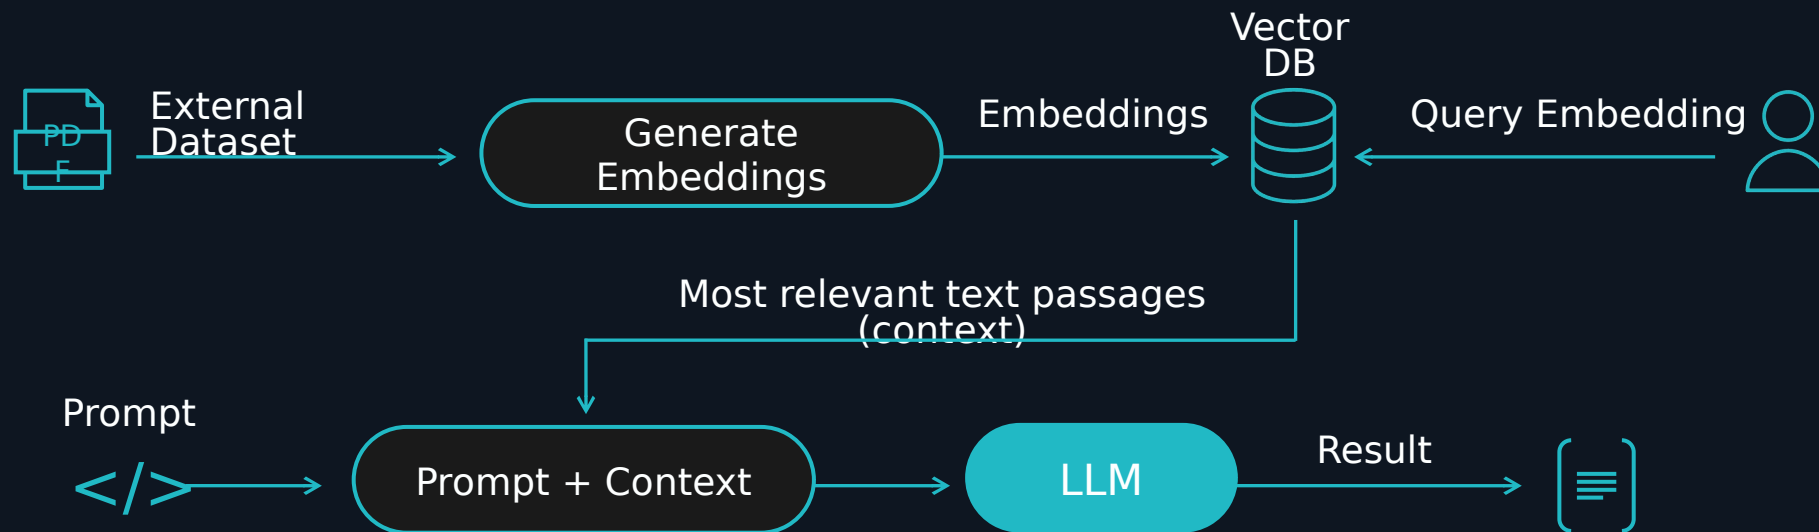 Vector
DB
External
Dataset
PD
F
Generate
Embeddings
Embeddings
Query Embedding
Most relevant text passages
(context)
Prompt
</>
Prompt + Context
LLM
Result